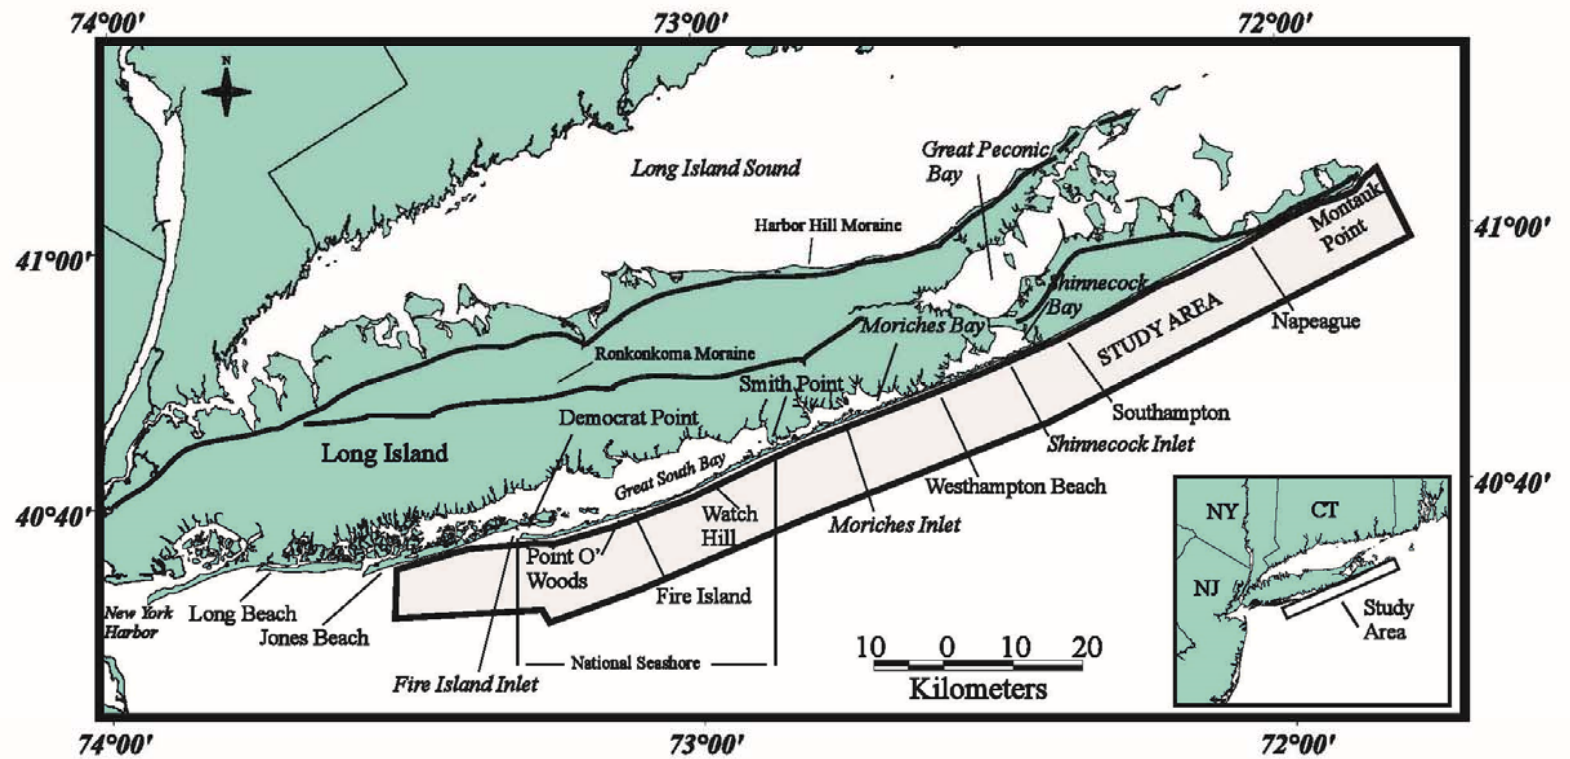 74°00'
73°00'
72°00'
N
Long Island Sound
Great Peconic
Bay
Harbor Hill Moraine
Montauk
Point
41°00'
41°00'
Shinnecock
Bay
Moriches Bay
STUDY AREA
Napeague
Ronkonkoma Moraine
Smith Point
Democrat Point
Southampton
Shinnecock Inlet
Long Island
Great South Bay
Westhampton Beach
40°40'
40°40'
Watch
Hill
Moriches Inlet
Point O'
Woods
Fire Island
New York
Harbor
Long Beach
Jones Beach
National Seashore
Fire Island Inlet
10 0 10 20
Kilometers
NY
CT
NJ
Study
Area
74°00'
73°00'
72°00'